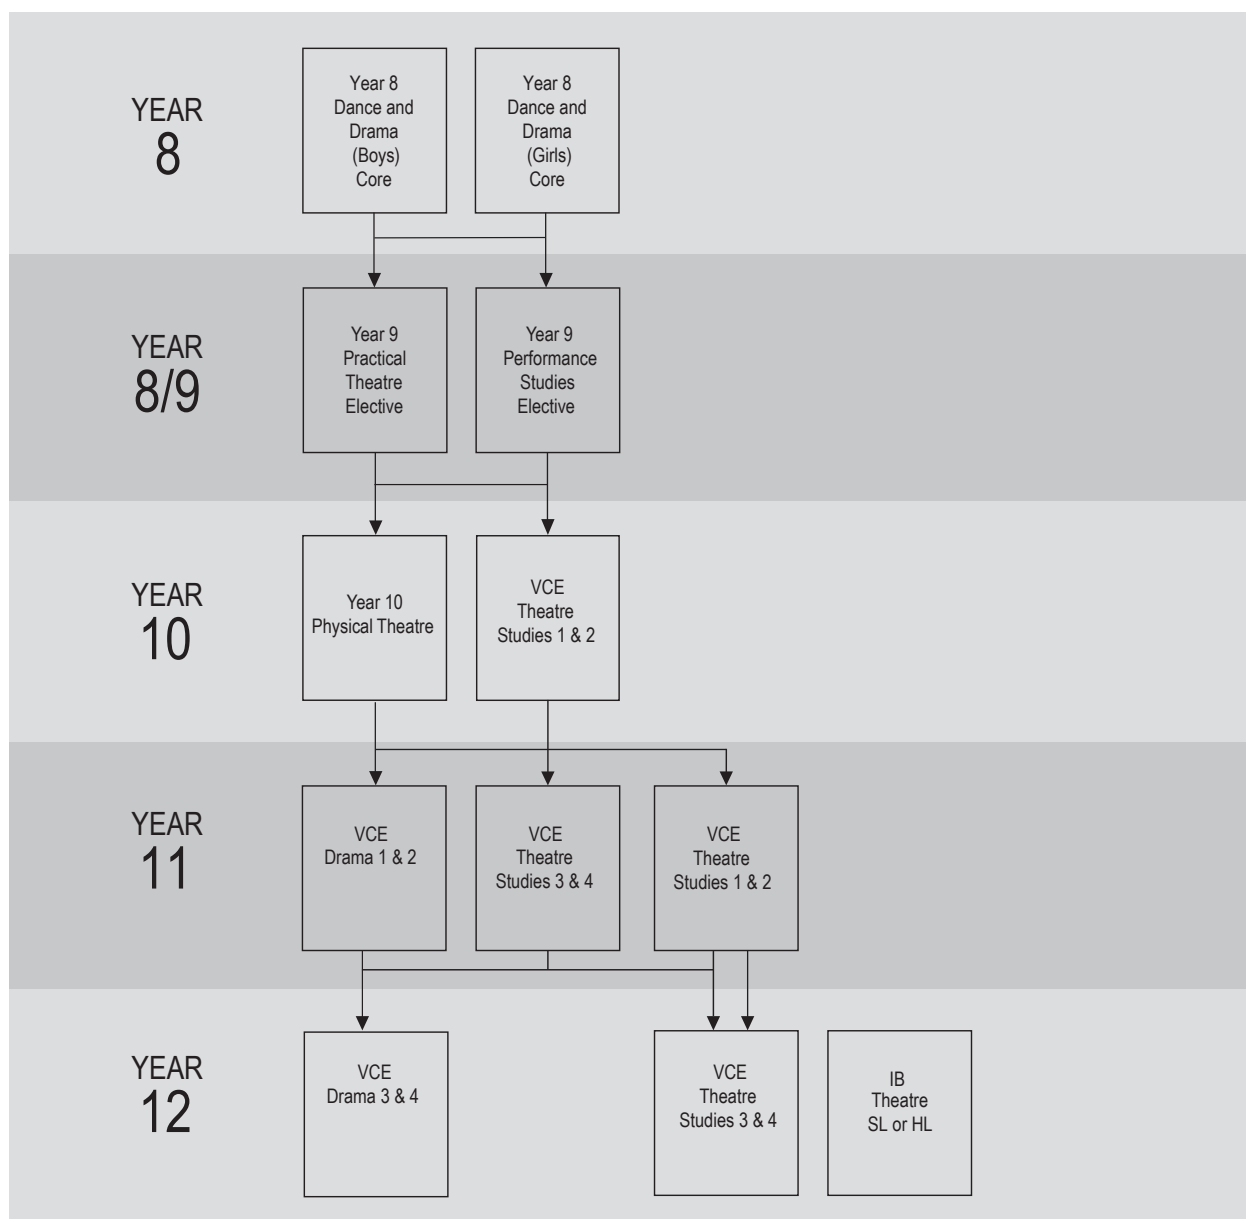 YEAR
8
Year 8
Dance and
Drama
(Boys)
Core
Year 8
Dance and
Drama
(Girls)
Core
YEAR
8/9
Year 9
Practical
Theatre
Elective
Year 9
Performance
Studies
Elective
YEAR
10
Year 10
Physical Theatre
VCE
Theatre
Studies 1 & 2
YEAR
11
VCE
Drama 1 & 2
VCE
Theatre
Studies 3 & 4
VCE
Theatre
Studies 1 & 2
YEAR
12
VCE
Drama 3 & 4
VCE
Theatre
Studies 3 & 4
IB
Theatre
SL or HL